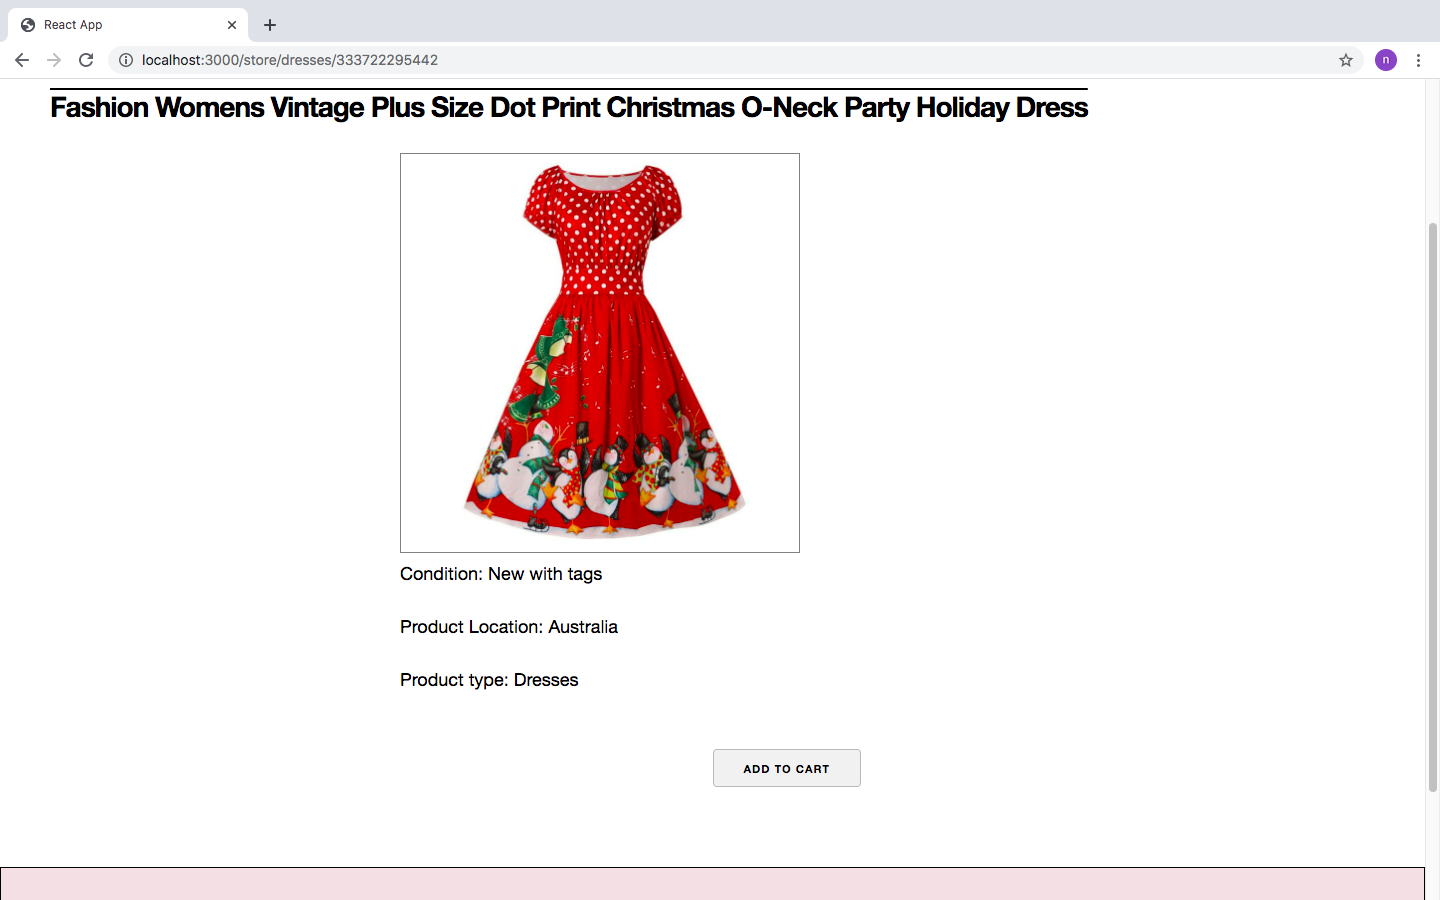 React App
localhost:3000/store/dresses/333722295442
n
Fashion Womens Vintage Plus Size Dot Print Christmas O-Neck Party Holiday Dress
Condition: New with tags
Product Location: Australia
Product type: Dresses
ADD TO CART